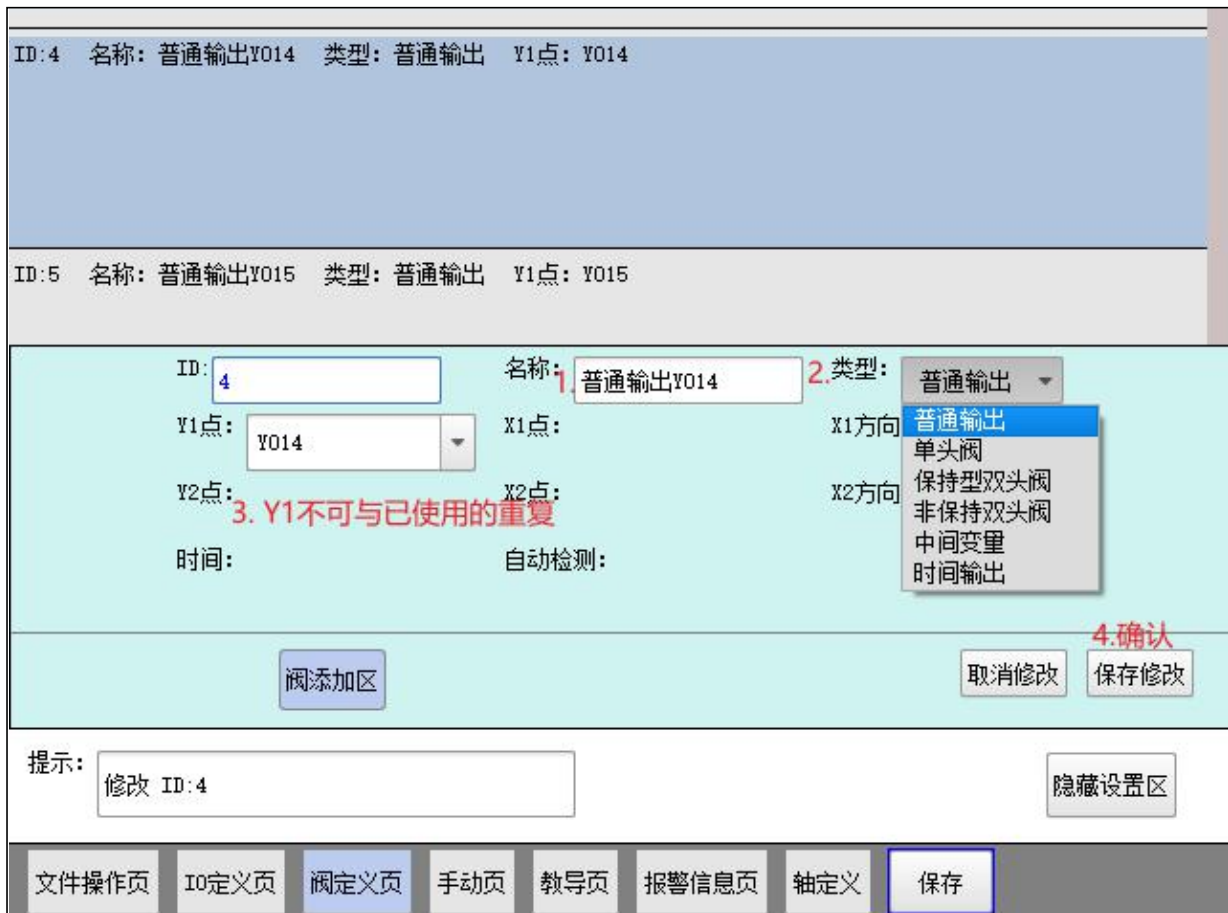 ID:4 名称：普通输出Y014 类型：普通输出 Y1点：Y014
ID:5 名称：普通输出Y015 类型：普通输出 Y1点：Y015
ID: 4 名称： 1. 普通输出Y014 2.类型： 普通输出
Y1点： Y014 X1点： X1方向 普通输出
单头阀
Y2点： X2点： X2方向 保持型双头阀
3. Y1不可与已使用的重复 非保持双头阀
中间变量
时间： 自动检测： 时间输出
4.确认
阀添加区 取消修改 保存修改
提示： 修改 ID:4 隐藏设置区
文件操作页 IO定义页 阀定义页 手动页 教导页 报警信息页 轴定义 保存